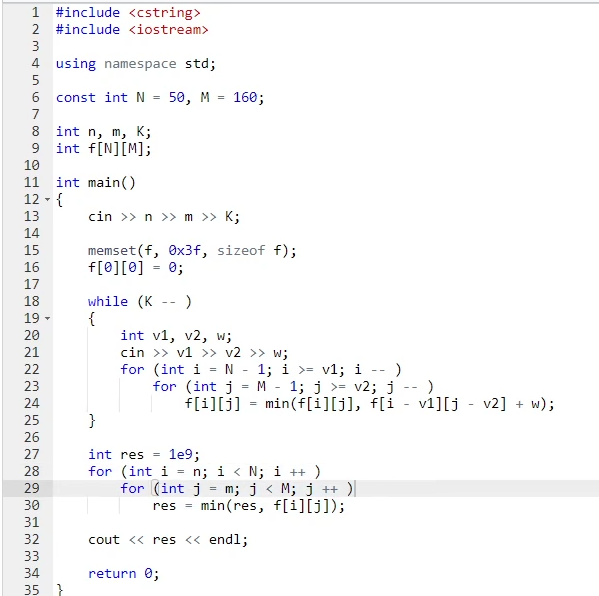 1 #include <cstring>
2 #include <iostream>
3
4 using namespace std;
5
6 const int N = 50, M = 160;
7
8 int n, m, K;
9 int f[N][M];
10
11 int main()
12 {
13     cin >> n >> m >> K;
14
15     memset(f, 0x3f, sizeof f);
16     f[0][0] = 0;
17
18     while (K -- )
19     {
20         int v1, v2, w;
21         cin >> v1 >> v2 >> w;
22         for (int i = N - 1; i >= v1; i -- )
23             for (int j = M - 1; j >= v2; j -- )
24                 f[i][j] = min(f[i][j], f[i - v1][j - v2] + w);
25     }
26
27     int res = 1e9;
28     for (int i = n; i < N; i ++ )
29         for (int j = m; j < M; j ++ )
30             res = min(res, f[i][j]);
31
32     cout << res << endl;
33
34     return 0;
35 }